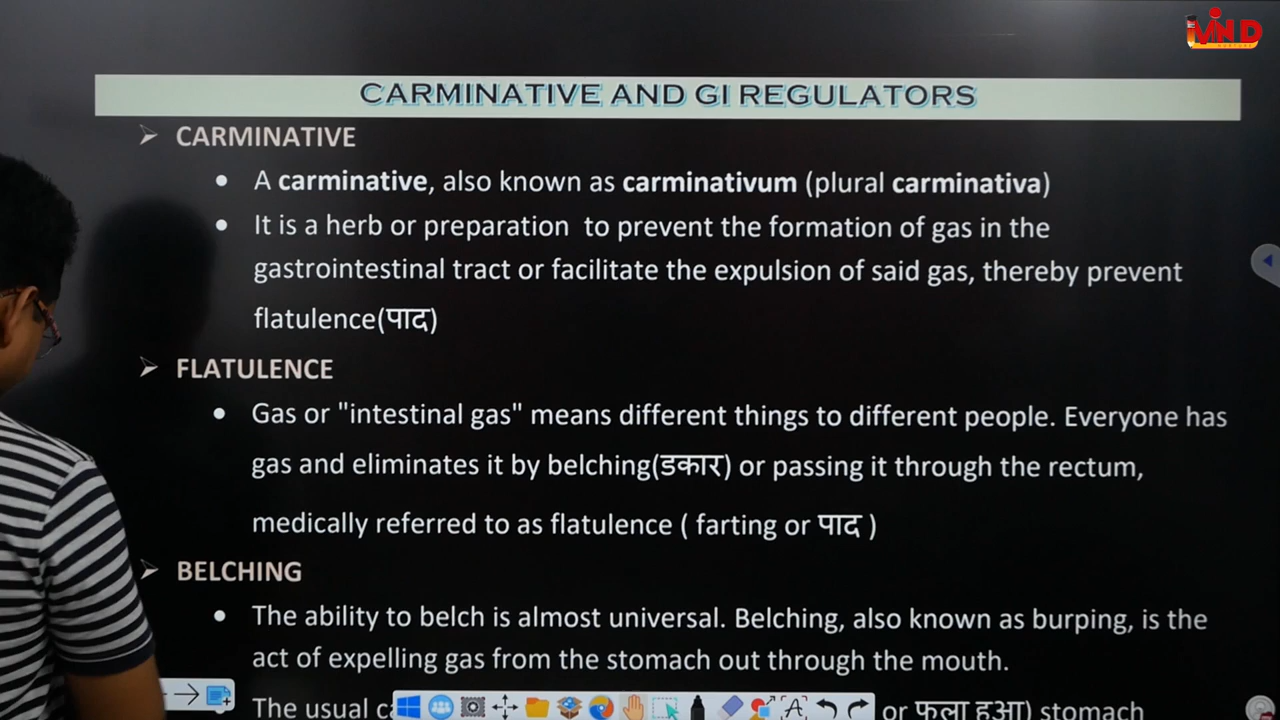 iMND
CARMINATIVE AND GI REGULATORS
➢ CARMINATIVE
• A carminative, also known as carminativum (plural carminativa)
• It is a herb or preparation to prevent the formation of gas in the
gastrointestinal tract or facilitate the expulsion of said gas, thereby prevent
flatulence(पाद)
➢ FLATULENCE
• Gas or "intestinal gas" means different things to different people. Everyone has
gas and eliminates it by belching(डकार) or passing it through the rectum,
medically referred to as flatulence ( farting or पाद )
➢ BELCHING
• The ability to belch is almost universal. Belching, also known as burping, is the
act of expelling gas from the stomach out through the mouth.
The usual or फूला हुआ) stomach